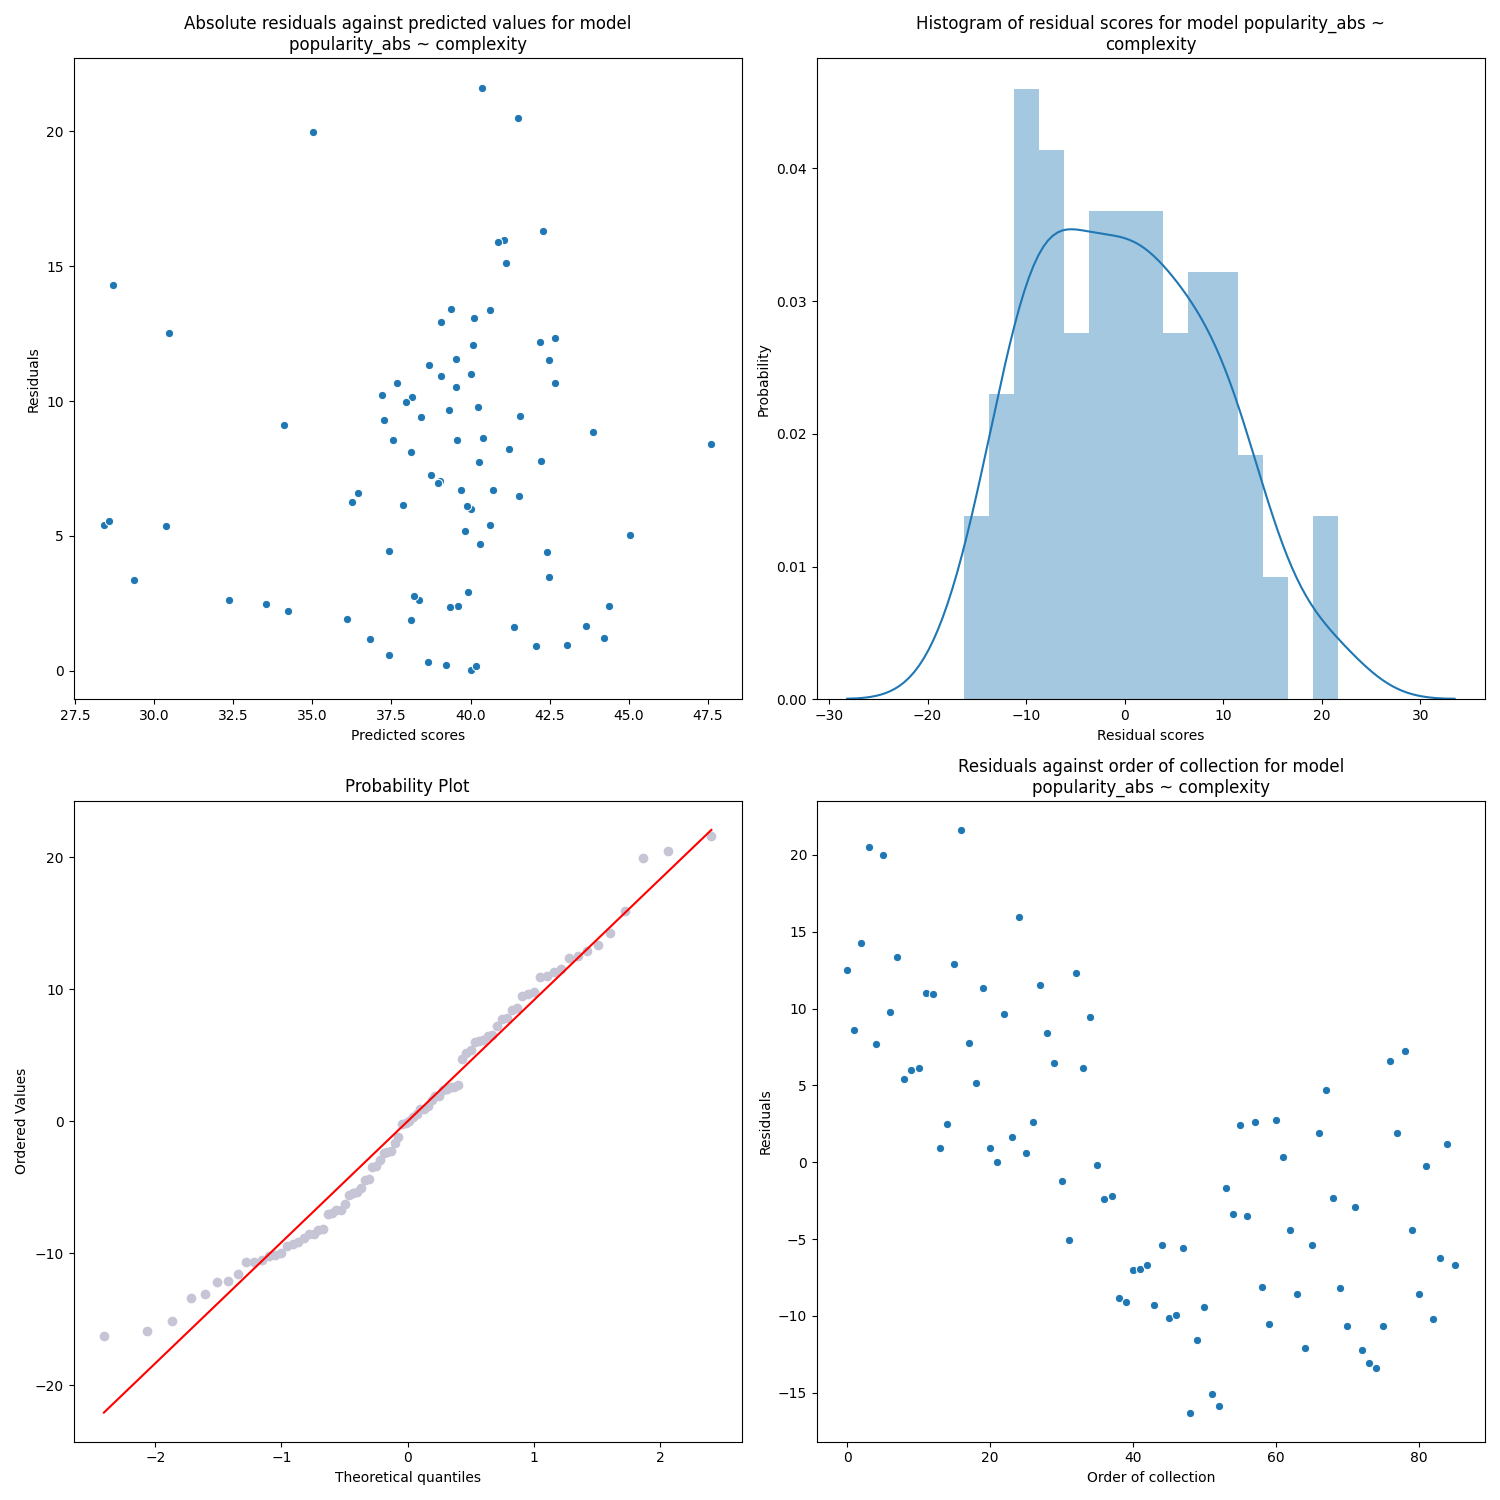 Absolute residuals against predicted values for model
popularity_abs ~ complexity
Residuals
20
15
10
5
0
27.5 30.0 32.5 35.0 37.5 40.0 42.5 45.0 47.5
Predicted scores
Histogram of residual scores for model popularity_abs ~
complexity
Probability
0.04
0.03
0.02
0.01
0.00
−30 −20 −10 0 10 20 30
Residual scores
Probability Plot
Ordered Values
20
10
0
−10
−20
−2 −1 0 1 2
Theoretical quantiles
Residuals against order of collection for model
popularity_abs ~ complexity
Residuals
20
15
10
5
0
−5
−10
−15
0 20 40 60 80
Order of collection